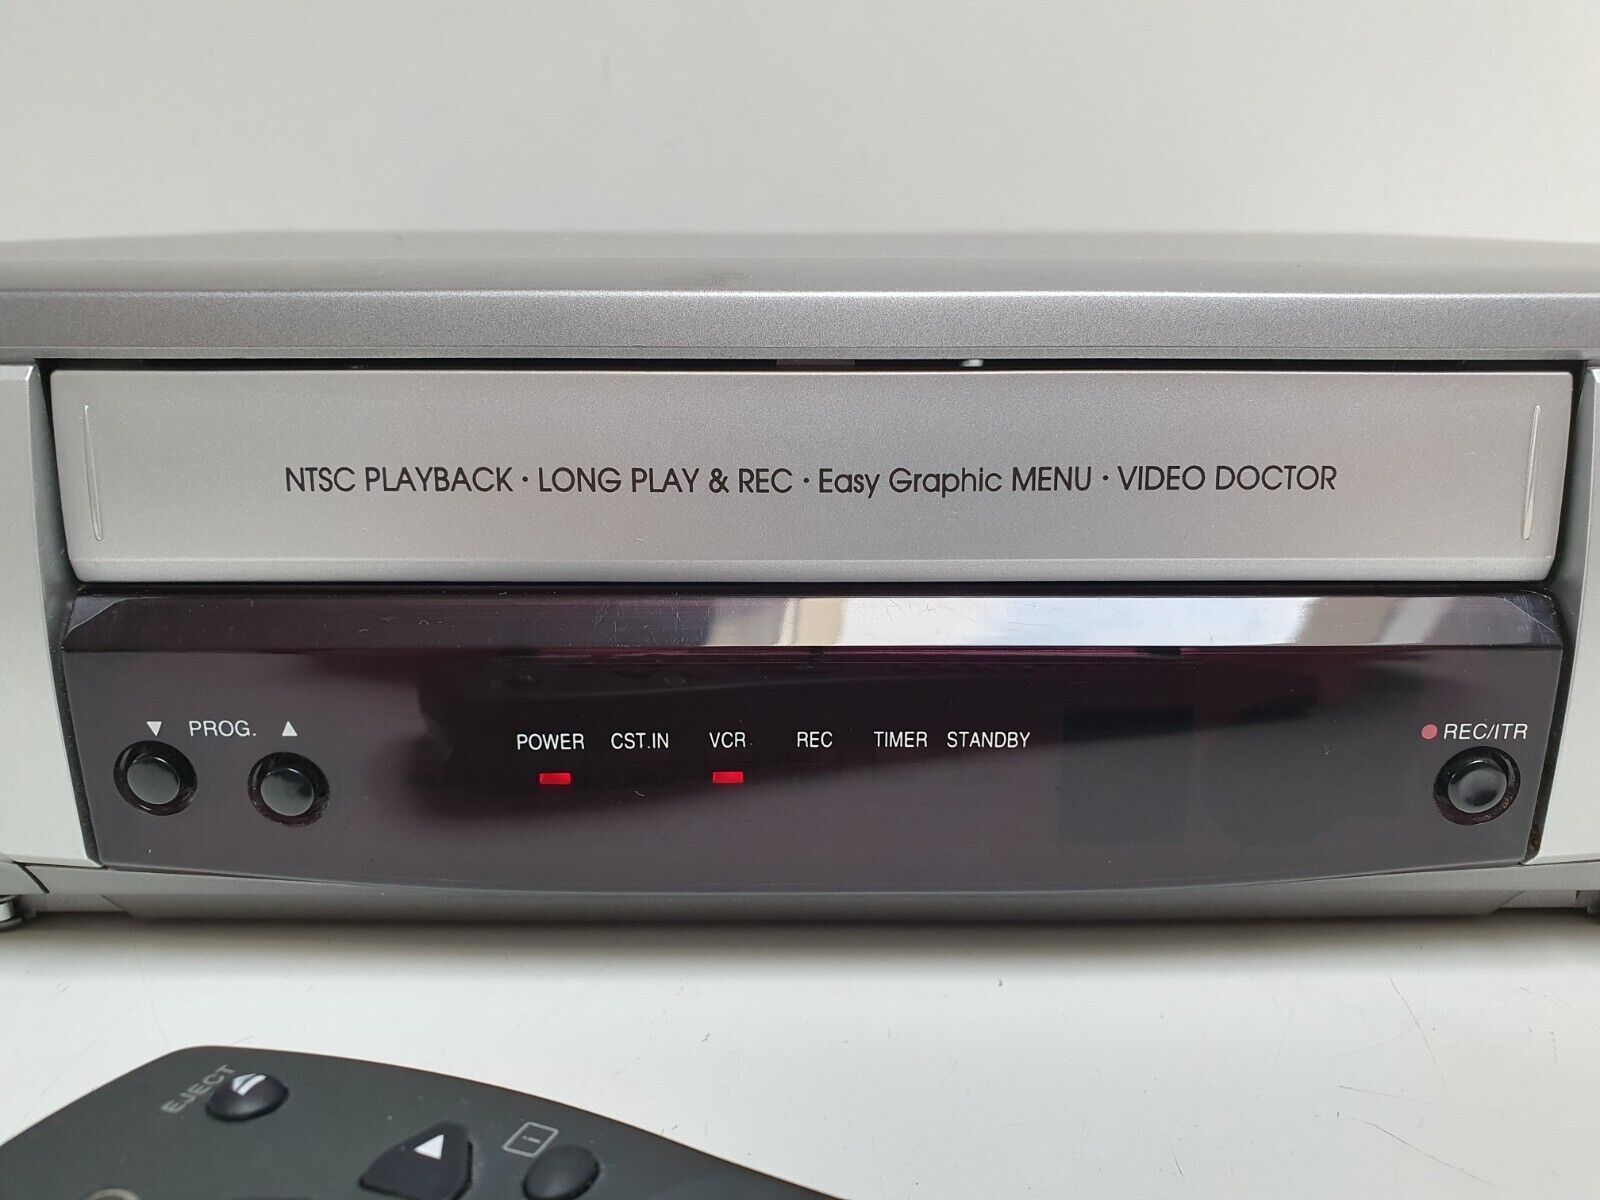 NTSC PLAYBACK · LONG PLAY & REC · Easy Graphic MENU · VIDEO DOCTOR
▼ PROG. ▲
POWER CST.IN VCR REC TIMER STANDBY
● REC/ITR
EJECT
i